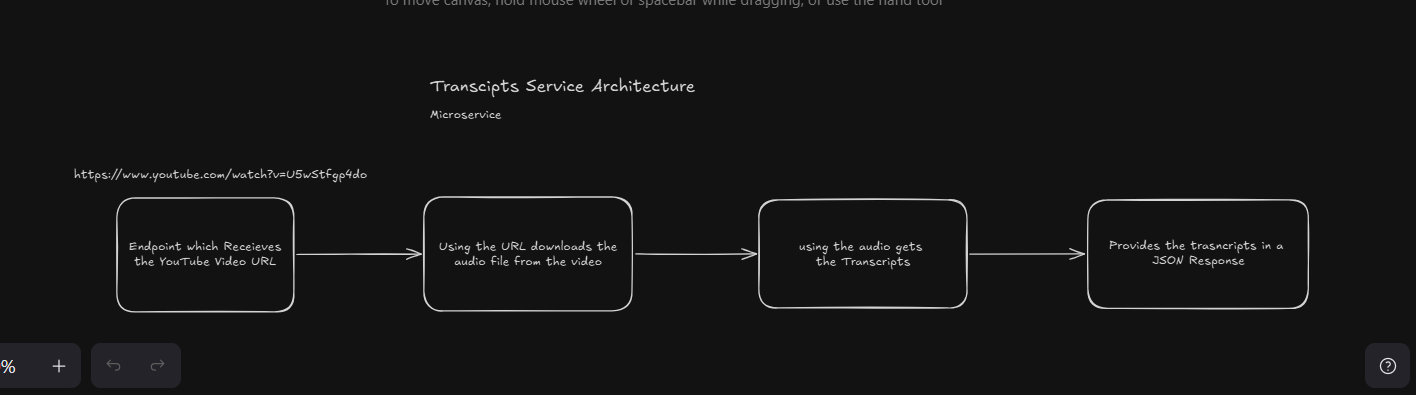 To move canvas, hold mouse wheel or spacebar while dragging, or use the hand tool
Transcipts Service Architecture
Microservice
https://www.youtube.com/watch?v=U5wStfgp4do
Endpoint which Receieves
the YouTube Video URL
Using the URL downloads the
audio file from the video
using the audio gets
the Transcripts
Provides the trasncripts in a
JSON Response
%